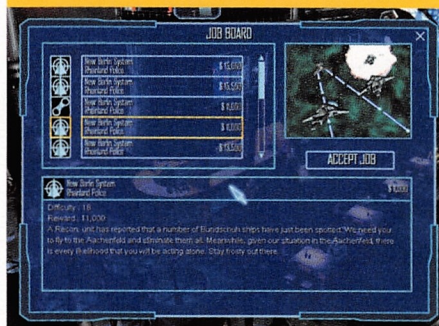 JOB BOARD
New Berlin System
Rheinland Police
$ 15,550
New Berlin System
Rheinland Police
New Berlin System
Rheinland Police
New Berlin System
Rheinland Police
$ 11,000
New Berlin System
Rheinland Police
ACCEPT JOB
New Berlin System
Rheinland Police
$ 11,000
Difficulty : 18
Reward : 11,000
A Recon unit has reported that a number of Bundschuh ships have just been spotted. We need you
to fly to the Aachenfeld and eliminate them all. Meanwhile, given our situation in the Aachenfeld, there
is every likelihood that you will be acting alone. Stay frosty out there.